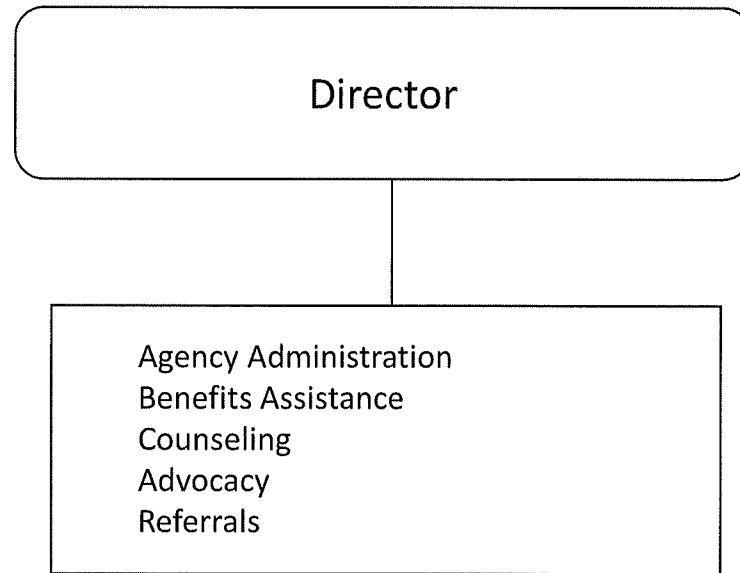 Director
Agency Administration
Benefits Assistance
Counseling
Advocacy
Referrals